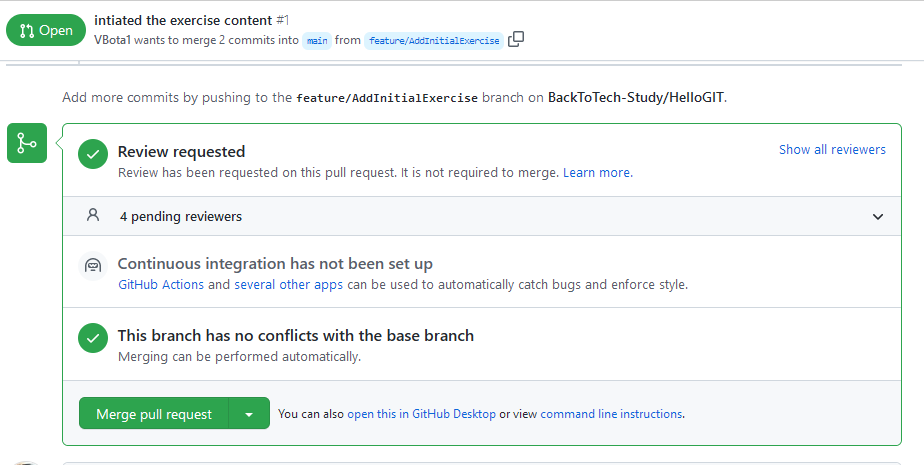 Open
intiated the exercise content #1
VBota1 wants to merge 2 commits into main from feature/AddInitialExercise
Add more commits by pushing to the feature/AddInitialExercise branch on BackToTech-Study/HelloGIT.
Review requested
Show all reviewers
Review has been requested on this pull request. It is not required to merge. Learn more.
4 pending reviewers
Continuous integration has not been set up
GitHub Actions and several other apps can be used to automatically catch bugs and enforce style.
This branch has no conflicts with the base branch
Merging can be performed automatically.
Merge pull request
You can also open this in GitHub Desktop or view command line instructions.